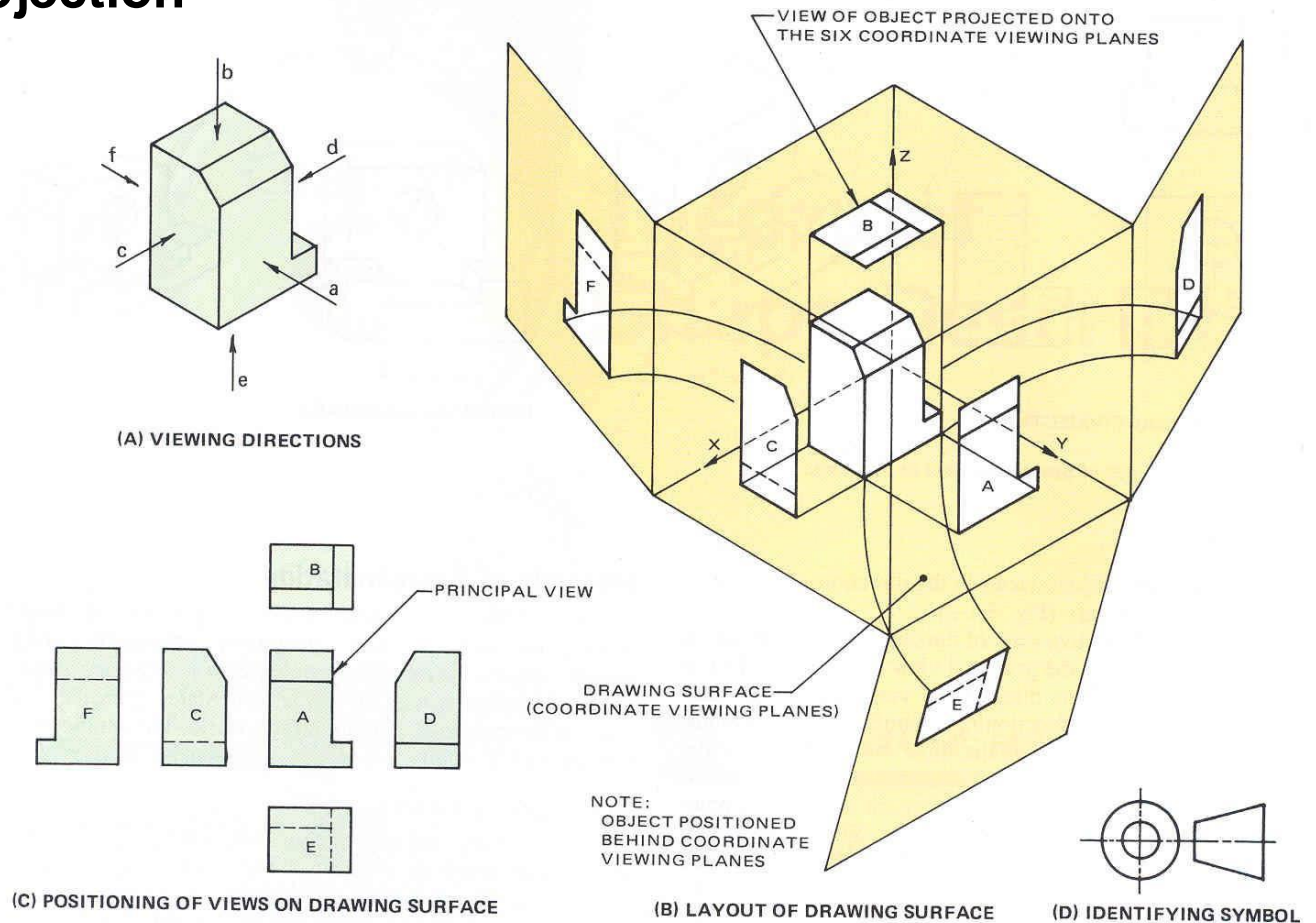 b
f
d
c
a
e
(A) VIEWING DIRECTIONS
VIEW OF OBJECT PROJECTED ONTO
THE SIX COORDINATE VIEWING PLANES
Z
B
F
D
C
X
Y
A
E
DRAWING SURFACE
(COORDINATE VIEWING PLANES)
NOTE:
OBJECT POSITIONED
BEHIND COORDINATE
VIEWING PLANES
(B) LAYOUT OF DRAWING SURFACE
B
PRINCIPAL VIEW
F
C
A
D
E
(C) POSITIONING OF VIEWS ON DRAWING SURFACE
(D) IDENTIFYING SYMBOL